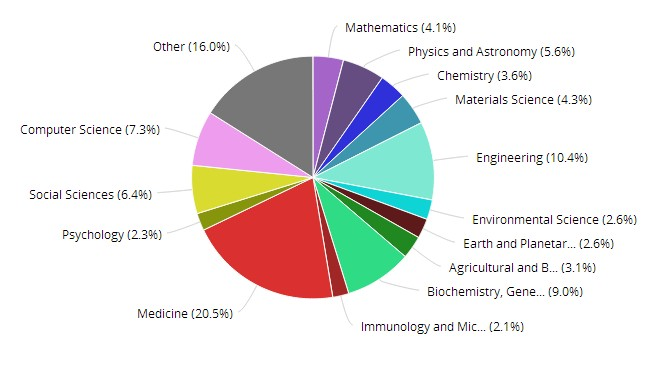 Mathematics (4.1%)
Physics and Astronomy (5.6%)
Chemistry (3.6%)
Materials Science (4.3%)
Engineering (10.4%)
Environmental Science (2.6%)
Earth and Planetar... (2.6%)
Agricultural and B... (3.1%)
Biochemistry, Gene... (9.0%)
Immunology and Mic... (2.1%)
Medicine (20.5%)
Psychology (2.3%)
Social Sciences (6.4%)
Computer Science (7.3%)
Other (16.0%)